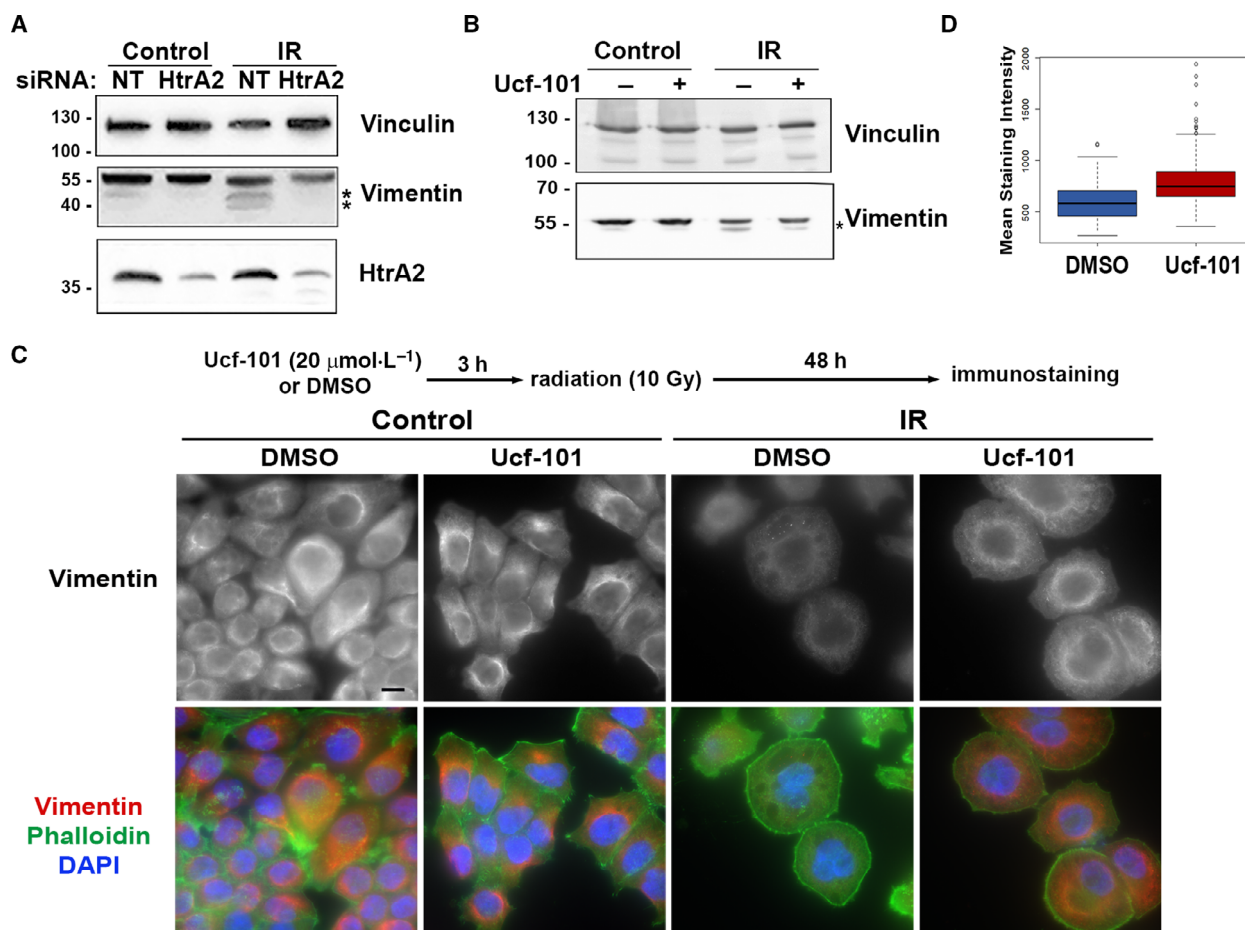 A
Control IR
siRNA: NT HtrA2 NT HtrA2
130 -
100 -
Vinculin
55 -
40 -
Vimentin
*
*
35 -
HtrA2
B
Control IR
Ucf-101 – + – +
130 -
100 -
Vinculin
70 -
55 -
*
Vimentin
D
Mean Staining Intensity
2000
1500
1000
500
DMSO Ucf-101
C
Ucf-101 (20 μmol·L⁻¹)
or DMSO
3 h
radiation (10 Gy)
48 h
immunostaining
Control IR
DMSO Ucf-101 DMSO Ucf-101
Vimentin
Vimentin
Phalloidin
DAPI